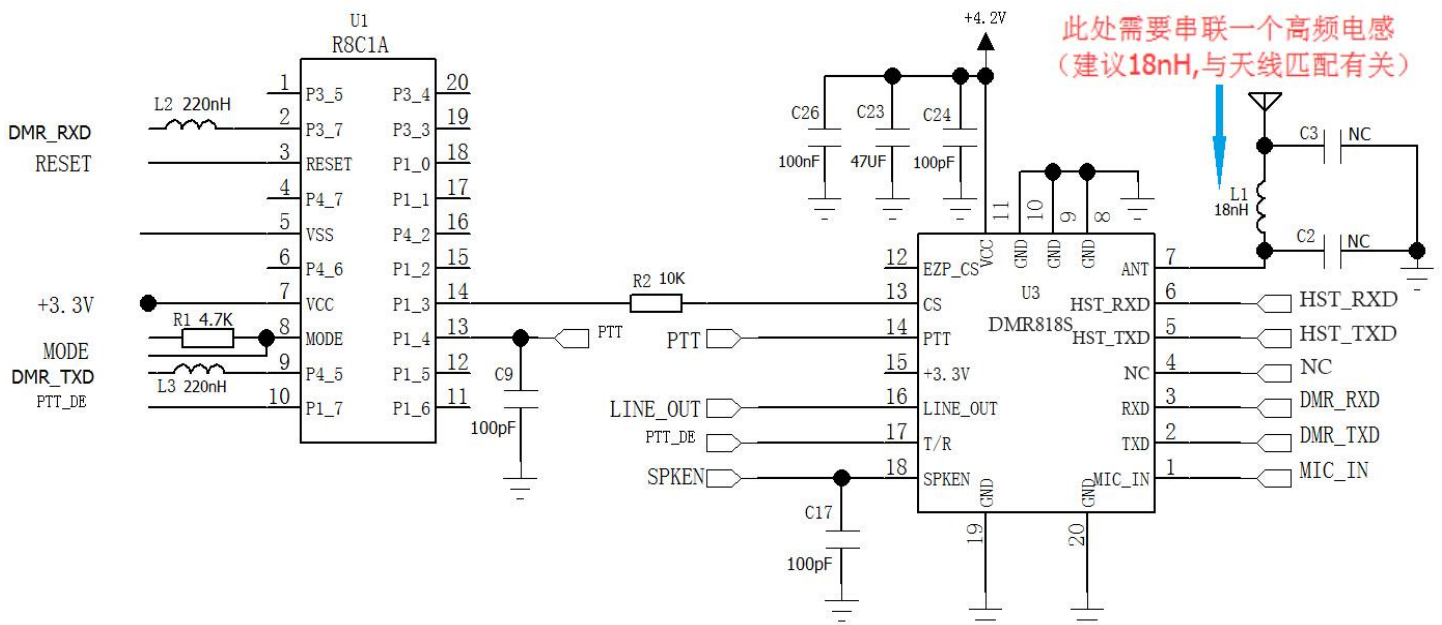 此处需要串联一个高频电感
（建议18nH,与天线匹配有关）
U1
R8C1A
1 P3_5
2 P3_7
3 RESET
4 P4_7
5 VSS
6 P4_6
7 VCC
8 MODE
9 P4_5
10 P1_7
P3_4 20
P3_3 19
P1_0 18
P1_1 17
P4_2 16
P1_2 15
P1_3 14
P1_4 13
P1_5 12
P1_6 11
L2 220nH
DMR_RXD
RESET
+3.3V
R1 4.7K
MODE
DMR_TXD
L3 220nH
PTT_DE
C9
100pF
PTT
R2 10K
+4.2V
C26
100nF
C23
47UF
C24
100pF
11
10
9
8
VCC
GND
GND
GND
U3
DMR818S
12 EZP_CS
13 CS
14 PTT
15 +3.3V
16 LINE_OUT
17 T/R
18 SPKEN
PTT
LINE_OUT
PTT_DE
SPKEN
C17
100pF
GND
19
GND
20
ANT 7
HST_RXD 6
HST_TXD 5
NC 4
RXD 3
TXD 2
MIC_IN 1
HST_RXD
HST_TXD
NC
DMR_RXD
DMR_TXD
MIC_IN
L1
18nH
C3 NC
C2 NC